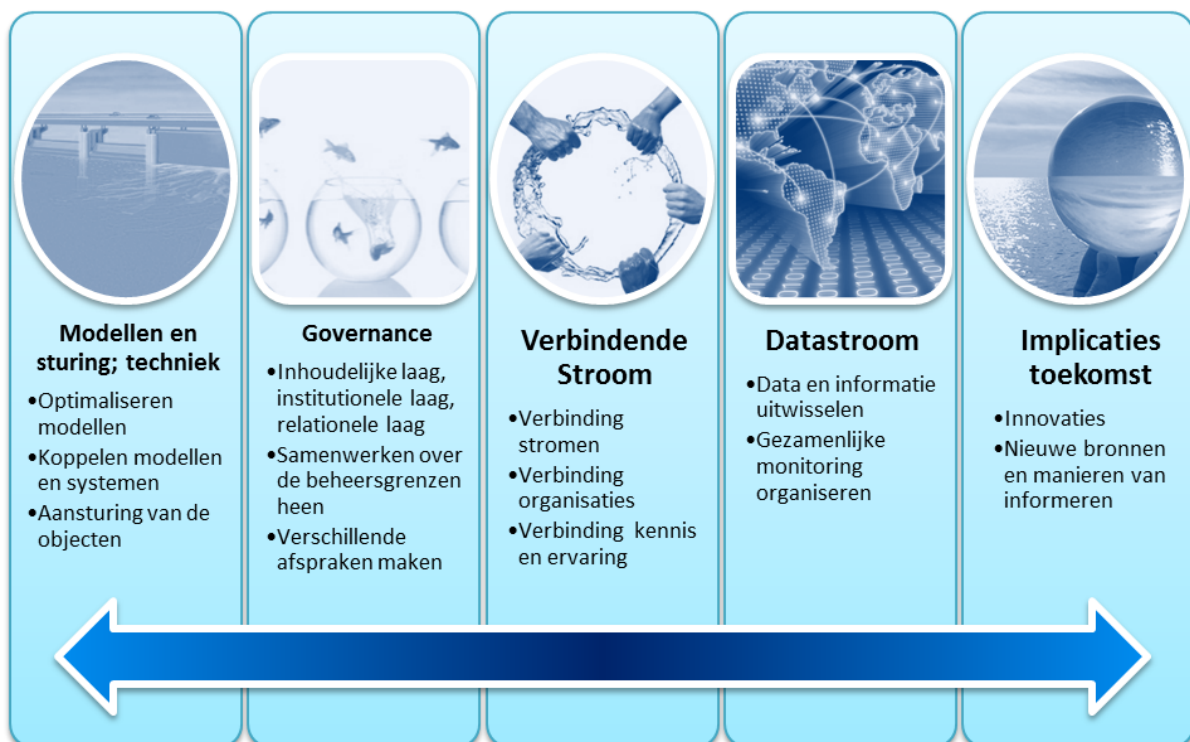 Modellen en
sturing; techniek
•Optimaliseren
modellen
•Koppelen modellen
en systemen
•Aansturing van de
objecten
Governance
•Inhoudelijke laag,
institutionele laag,
relationele laag
•Samenwerken over
de beheersgrenzen
heen
•Verschillende
afspraken maken
Verbindende
Stroom
•Verbinding
stromen
•Verbinding
organisaties
•Verbinding kennis
en ervaring
Datastroom
•Data en informatie
uitwisselen
•Gezamenlijke
monitoring
organiseren
Implicaties
toekomst
•Innovaties
•Nieuwe bronnen
en manieren van
informeren